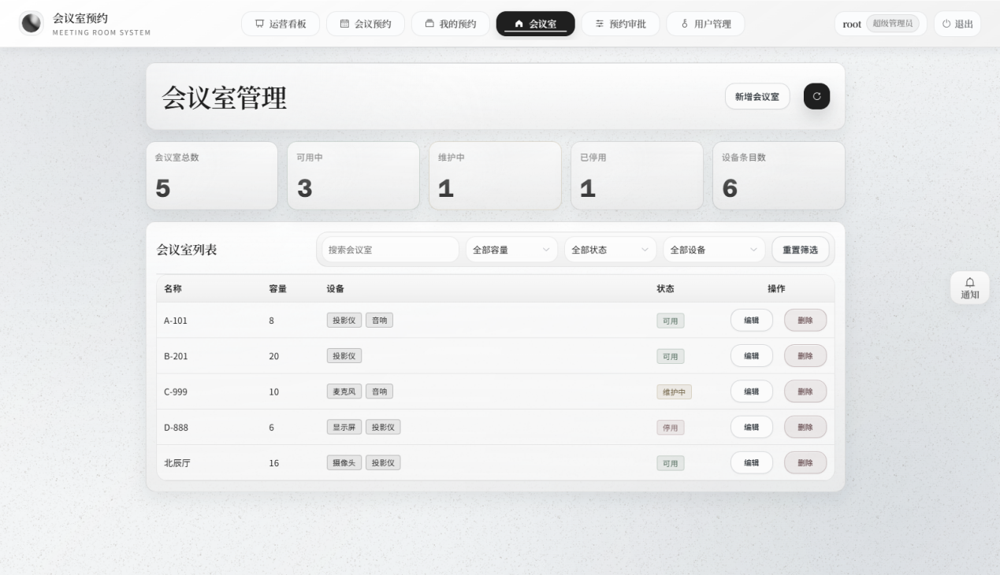 会议室预约
MEETING ROOM SYSTEM
运营看板 会议预约 我的预约 会议室 预约审批 用户管理
root 超级管理员 退出
会议室管理
新增会议室
会议室总数 可用中 维护中 已停用 设备条目数
5 3 1 1 6
会议室列表 搜索会议室 全部容量 全部状态 全部设备 重置筛选
通知
名称 容量 设备 状态 操作
A-101 8 投影仪 音响 可用 编辑 删除
B-201 20 投影仪 可用 编辑 删除
C-999 10 麦克风 音响 维护中 编辑 删除
D-888 6 显示屏 投影仪 停用 编辑 删除
北辰厅 16 摄像头 投影仪 可用 编辑 删除